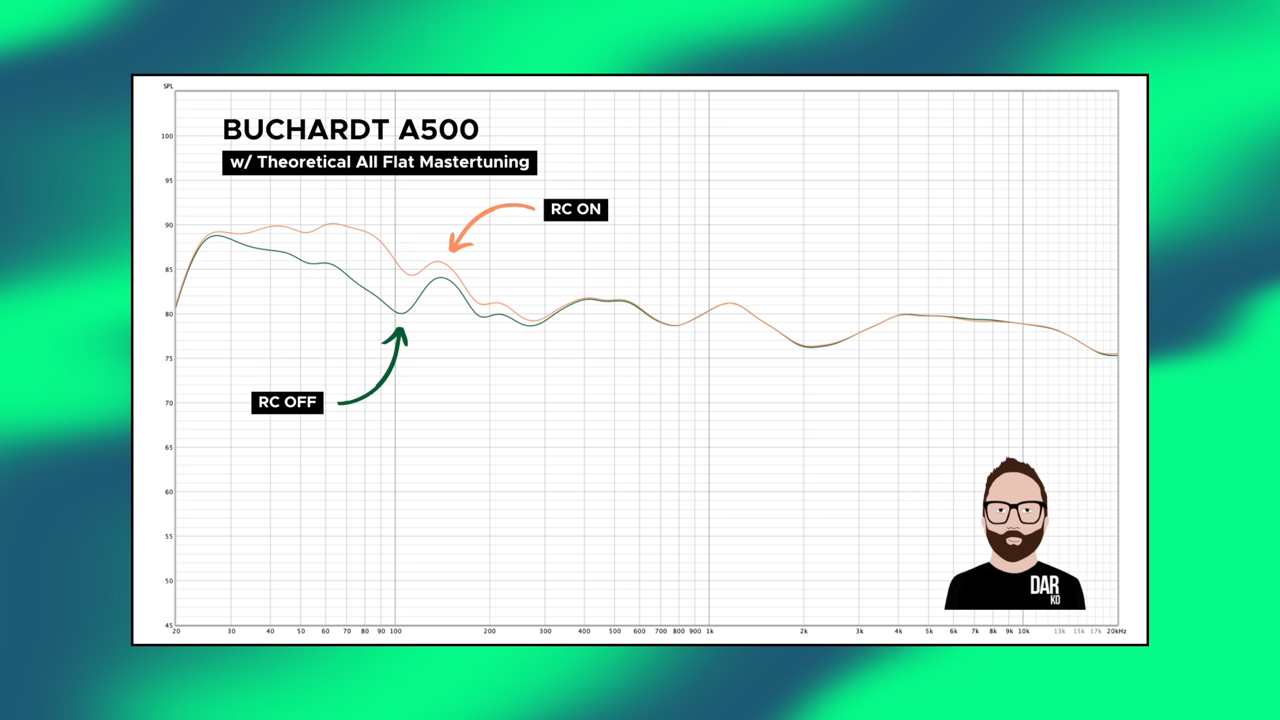 SPL
BUCHARDT A500
w/ Theoretical All Flat Mastertuning
RC ON
RC OFF
100
95
90
85
80
75
70
65
60
55
50
45
20 30 40 50 60 70 80 90 100 200 300 400 500 600 700 800 900 1k 2k 3k 4k 5k 6k 7k 8k 9k 10k 13k 15k 17k 20kHz
DAR
KO